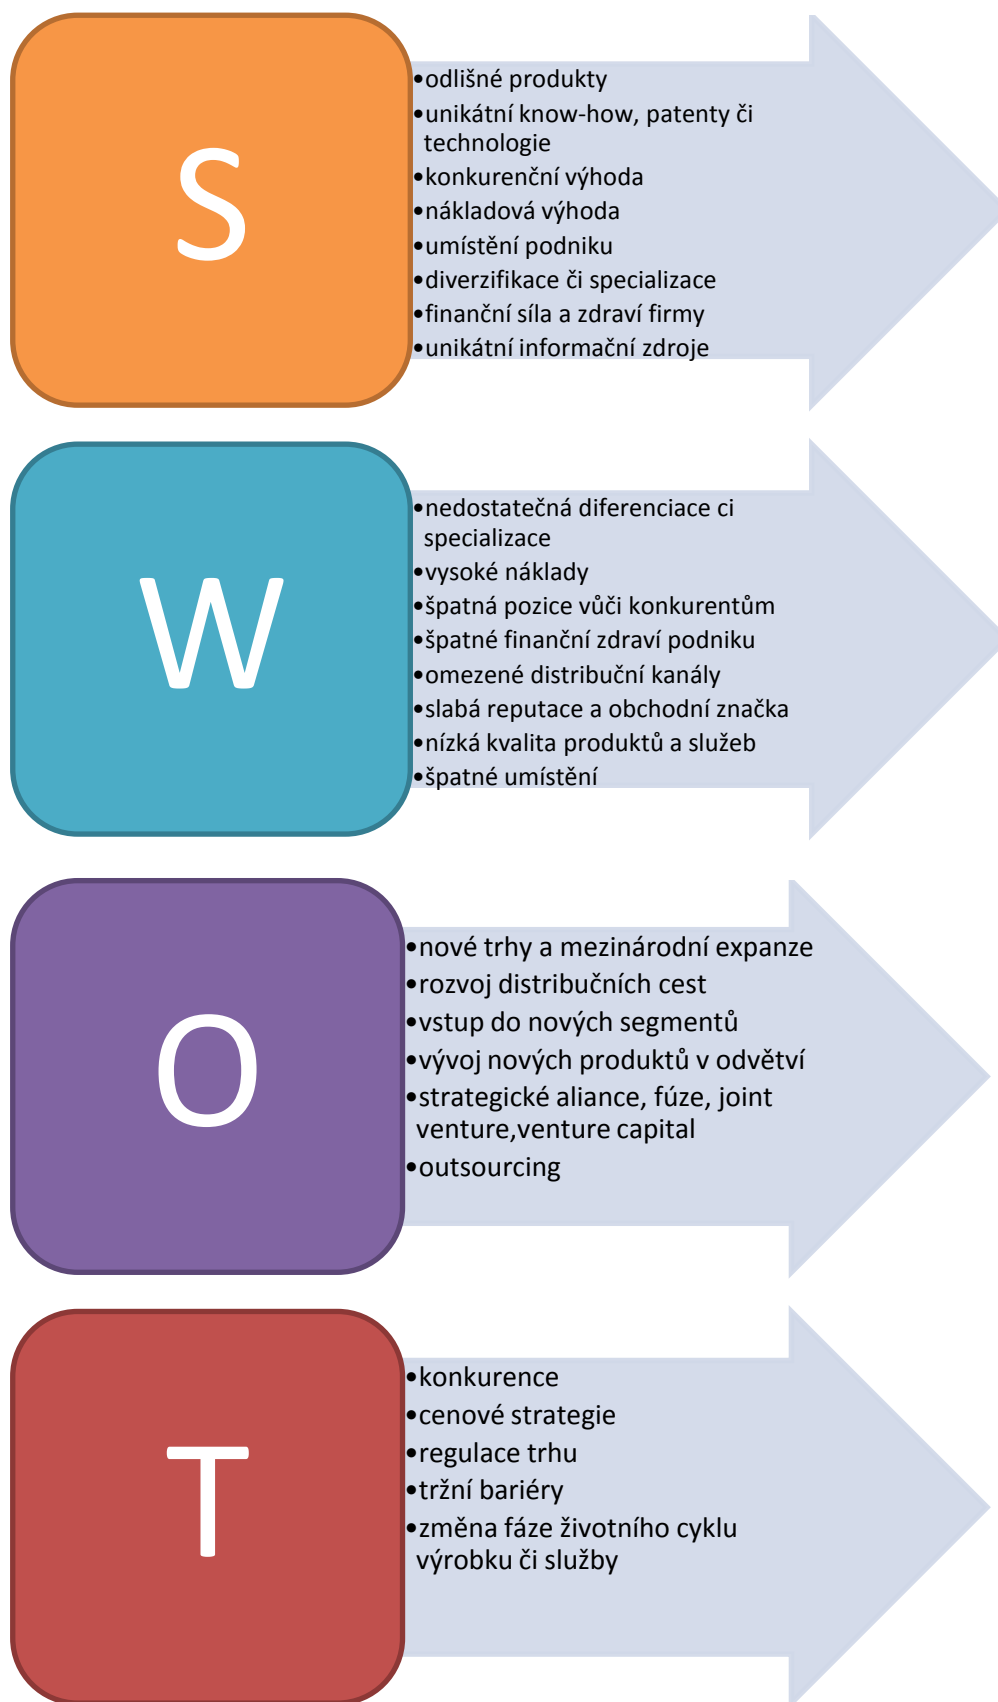 S
•odlišné produkty
•unikátní know-how, patenty či
technologie
•konkurenční výhoda
•nákladová výhoda
•umístění podniku
•diverzifikace či specializace
•finanční síla a zdraví firmy
•unikátní informační zdroje
W
•nedostatečná diferenciace ci
specializace
•vysoké náklady
•špatná pozice vůči konkurentům
•špatné finanční zdraví podniku
•omezené distribuční kanály
•slabá reputace a obchodní značka
•nízká kvalita produktů a služeb
•špatné umístění
O
•nové trhy a mezinárodní expanze
•rozvoj distribučních cest
•vstup do nových segmentů
•vývoj nových produktů v odvětví
•strategické aliance, fúze, joint
venture,venture capital
•outsourcing
T
•konkurence
•cenové strategie
•regulace trhu
•tržní bariéry
•změna fáze životního cyklu
výrobku či služby